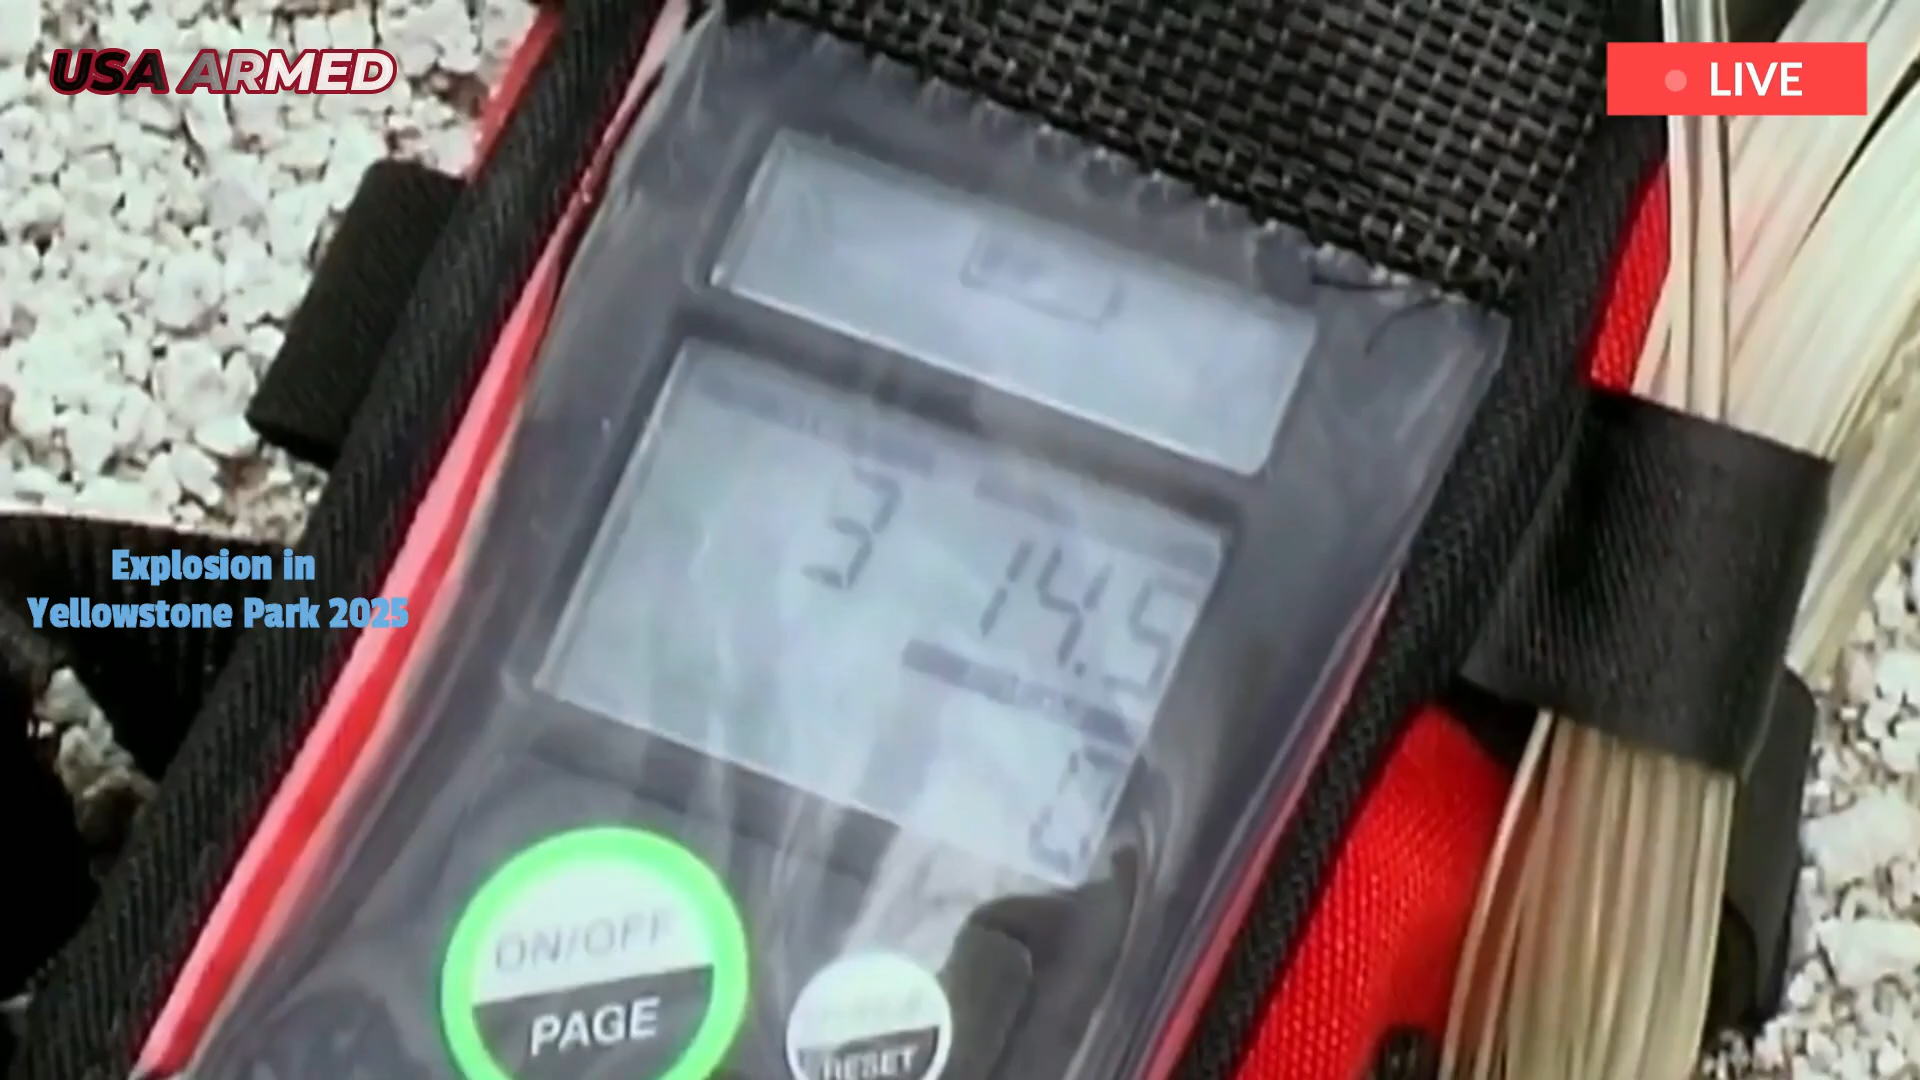 USA ARMED
LIVE
Explosion in
Yellowstone Park 2025
3
14.5
ON/OFF
PAGE
RESET